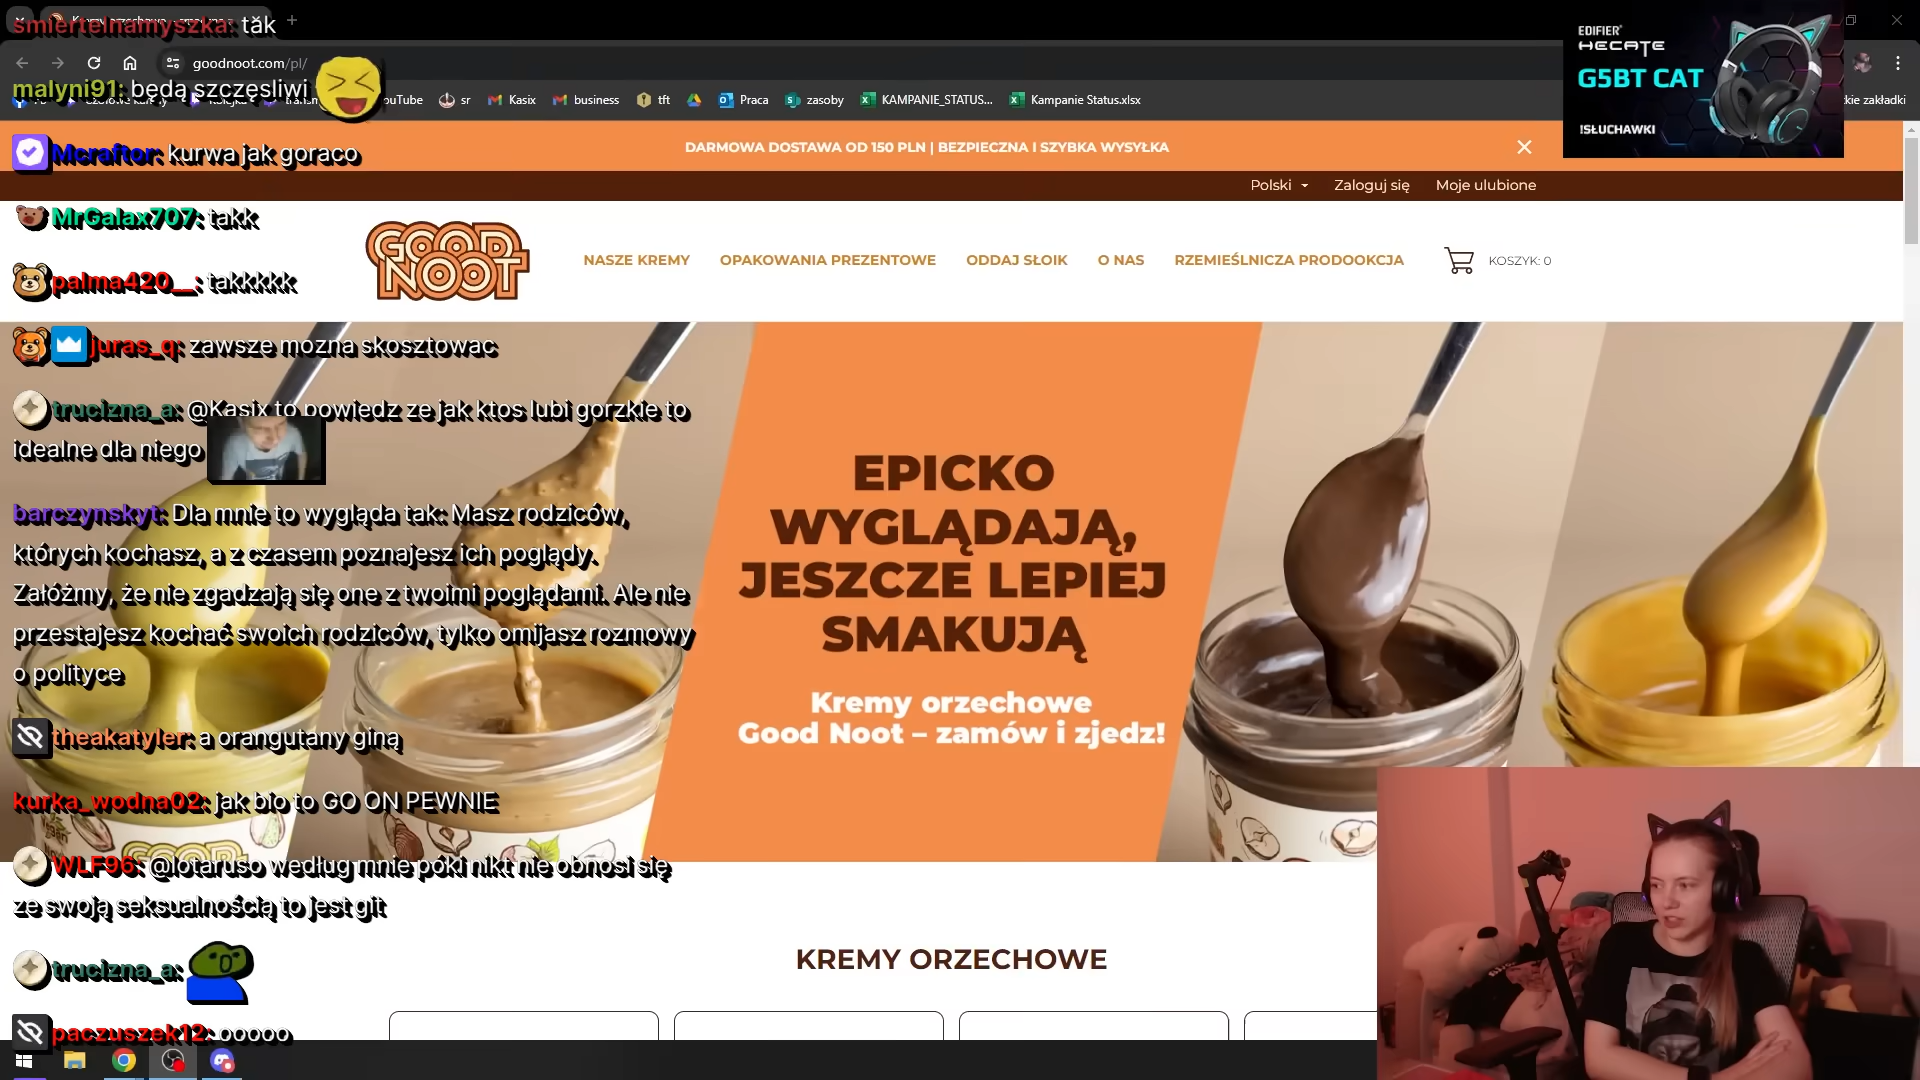 smiertelnamyszka: tak
goodnoot.com/pl/
malyni91: będą szczęsliwi
YouTube
sr
Kasix
business
tft
Praca
zasoby
KAMPANIE_STATUS...
Kampanie Status.xlsx
EDIFIER
HECATE
G5BT CAT
!SŁUCHAWKI
DARMOWA DOSTAWA OD 150 PLN | BEZPIECZNA I SZYBKA WYSYŁKA
Mcraftor: kurwa jak goraco
Polski
Zaloguj się
Moje ulubione
MrGalax707: takk
GOOD
NOOT
NASZE KREMY
OPAKOWANIA PREZENTOWE
ODDAJ SŁOIK
O NAS
RZEMIEŚLNICZA PRODOOKCJA
KOSZYK: 0
palma420__: takkkkk
juras_q: zawsze mozna skosztowac
trucizna_a: @Kasix to powiedz ze jak ktos lubi gorzkie to
idealne dla niego
barczynskyt: Dla mnie to wygląda tak: Masz rodziców,
których kochasz, a z czasem poznajesz ich poglądy.
Załóżmy, że nie zgadzają się one z twoimi poglądami. Ale nie
przestajesz kochać swoich rodziców, tylko omijasz rozmowy
o polityce
EPICKO
WYGLĄDAJĄ,
JESZCZE LEPIEJ
SMAKUJĄ
Kremy orzechowe
Good Noot – zamów i zjedz!
theakatyler: a orangutany giną
kurka_wodna02: jak bio to GO ON PEWNIE
WLF96: @lotaruso według mnie póki nikt nie obnosi się
ze swoją seksualnością to jest git
trucizna_a:
KREMY ORZECHOWE
paczuszek12: ooooo